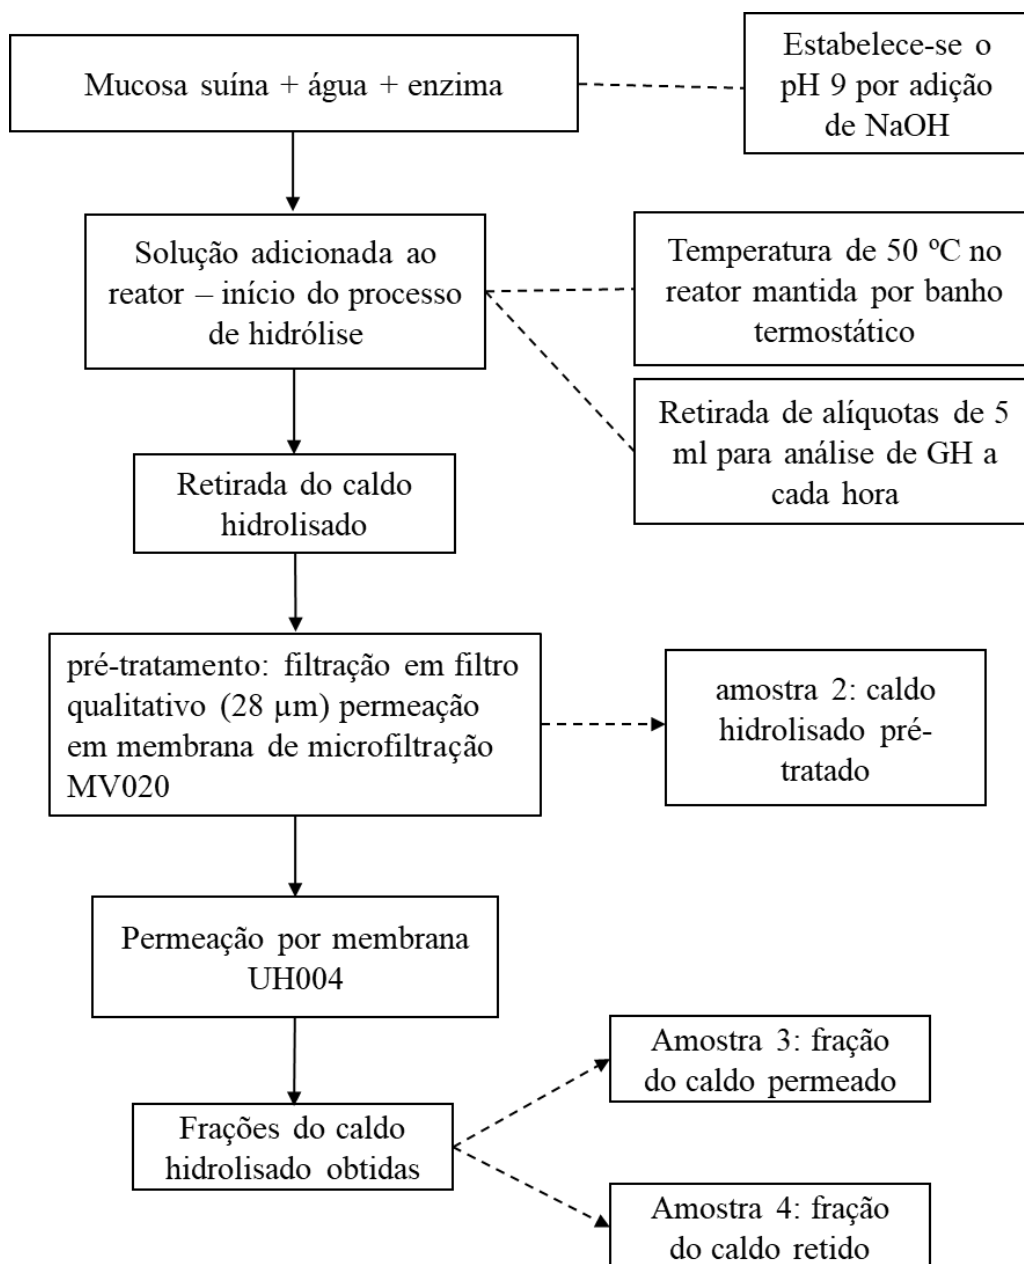 Mucosa suína + água + enzima
Estabelece-se o
pH 9 por adição
de NaOH
Solução adicionada ao
reator – início do processo
de hidrólise
Temperatura de 50 ºC no
reator mantida por banho
termostático
Retirada de alíquotas de 5
ml para análise de GH a
cada hora
Retirada do caldo
hidrolisado
pré-tratamento: filtração em filtro
qualitativo (28 µm) permeação
em membrana de microfiltração
MV020
amostra 2: caldo
hidrolisado pré-
tratado
Permeação por membrana
UH004
Frações do caldo
hidrolisado obtidas
Amostra 3: fração
do caldo permeado
Amostra 4: fração
do caldo retido